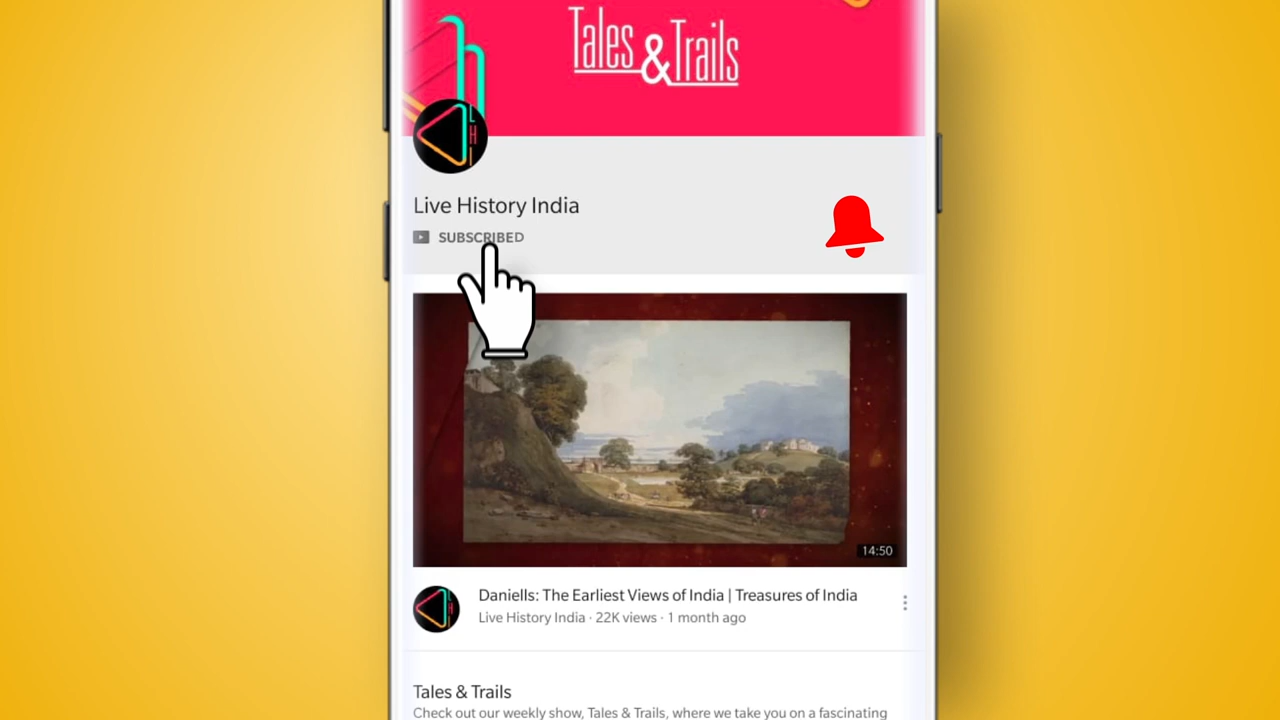 Tales & Trails
LHI
Live History India
SUBSCRIBED
14:50
Daniells: The Earliest Views of India | Treasures of India
LHI
Live History India · 22K views · 1 month ago
Tales & Trails
Check out our weekly show, Tales & Trails, where we take you on a fascinating